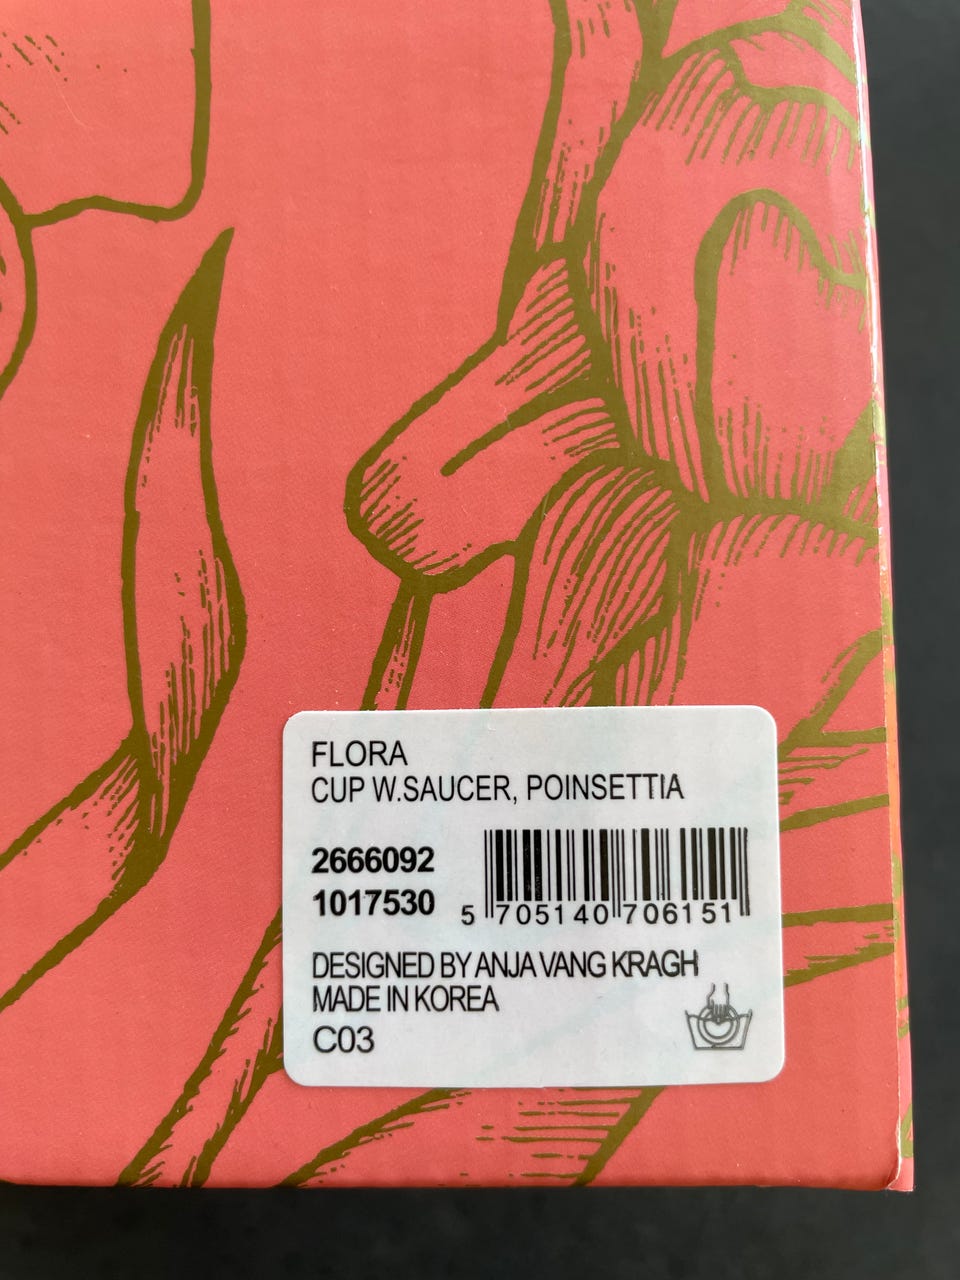 FLORA
CUP W.SAUCER, POINSETTIA
2666092
1017530
5 705140 706151
DESIGNED BY ANJA VANG KRAGH
MADE IN KOREA
C03